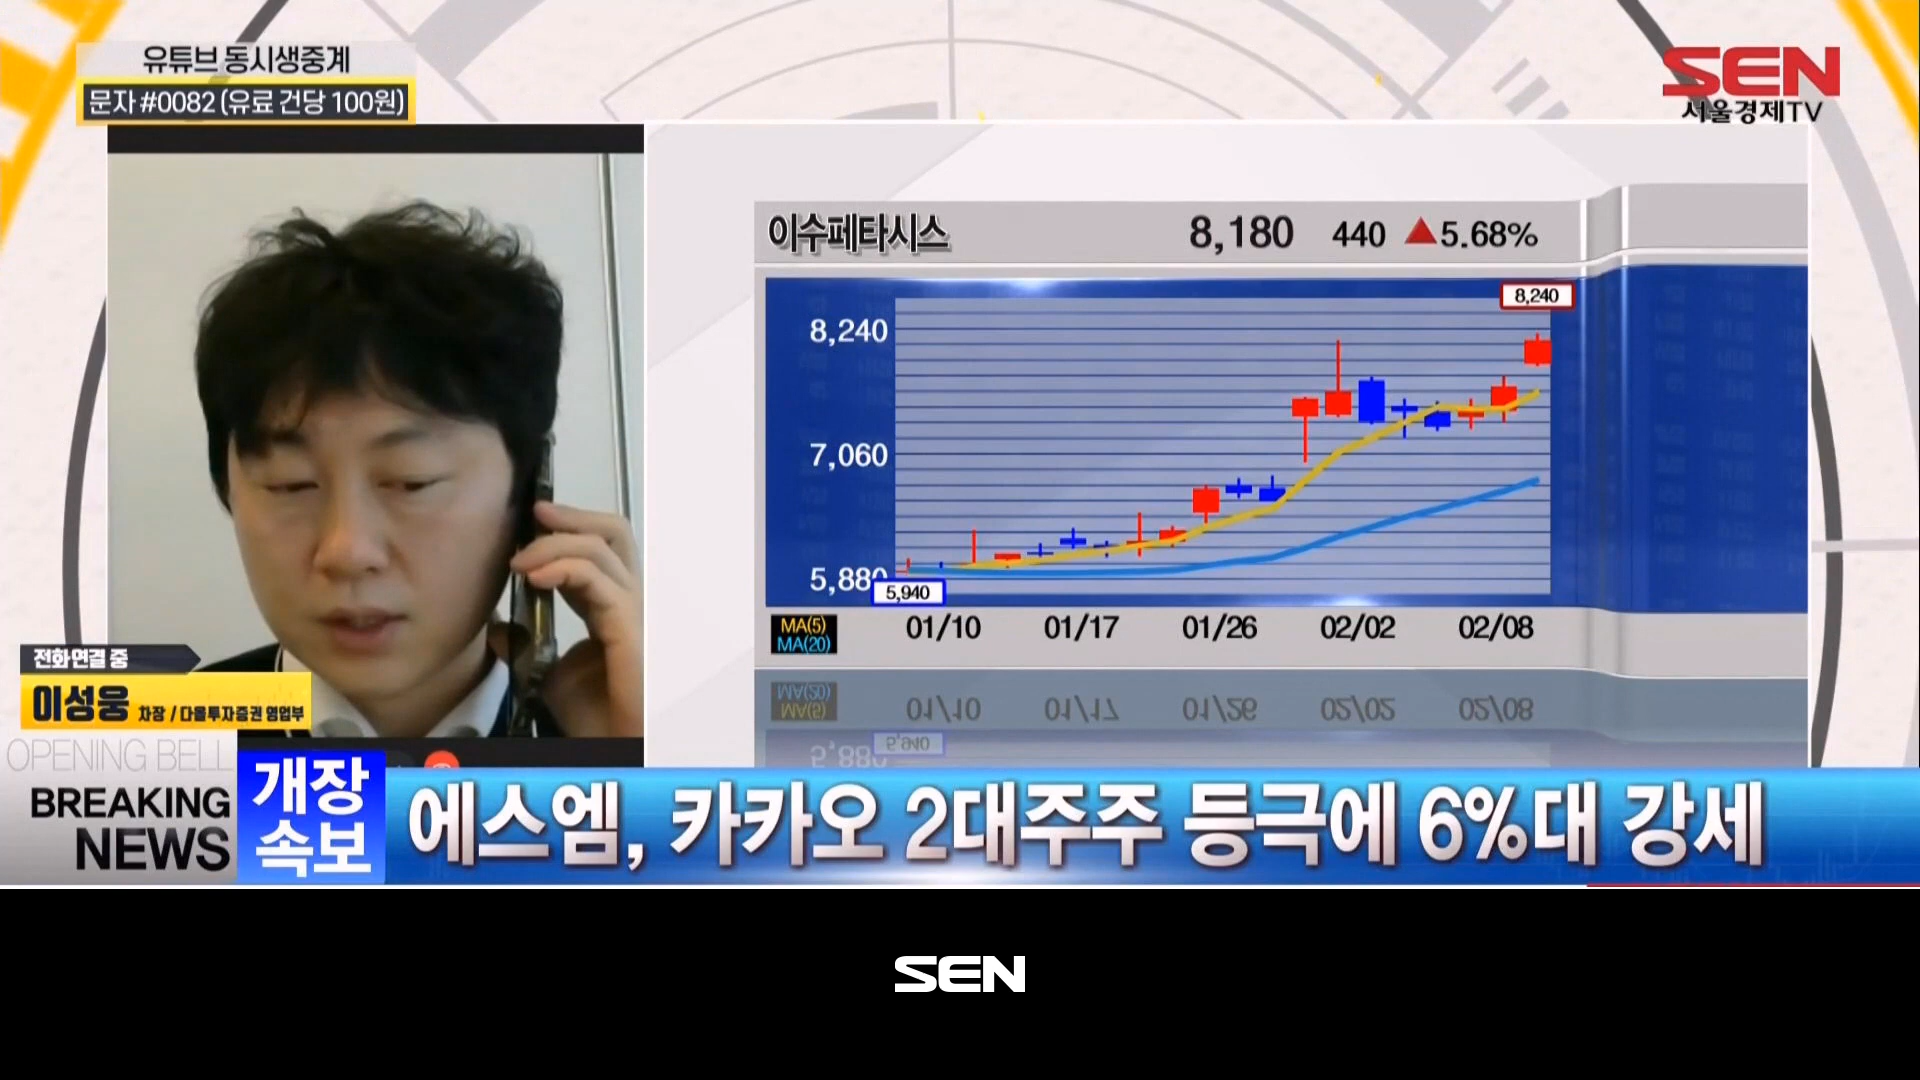 유튜브 동시생중계
문자 #0082 (유료 건당 100원)
SEN
서울경제TV
이수페타시스 8,180 440 ▲5.68%
8,240
8,240
7,060
5,880
5,940
MA(5)
MA(20)
01/10 01/17 01/26 02/02 02/08
전화연결 중
이성웅 차장 / 다올투자증권 영업부
OPENING BELL
BREAKING
NEWS
개장
속보
에스엠, 카카오 2대주주 등극에 6%대 강세
SEN